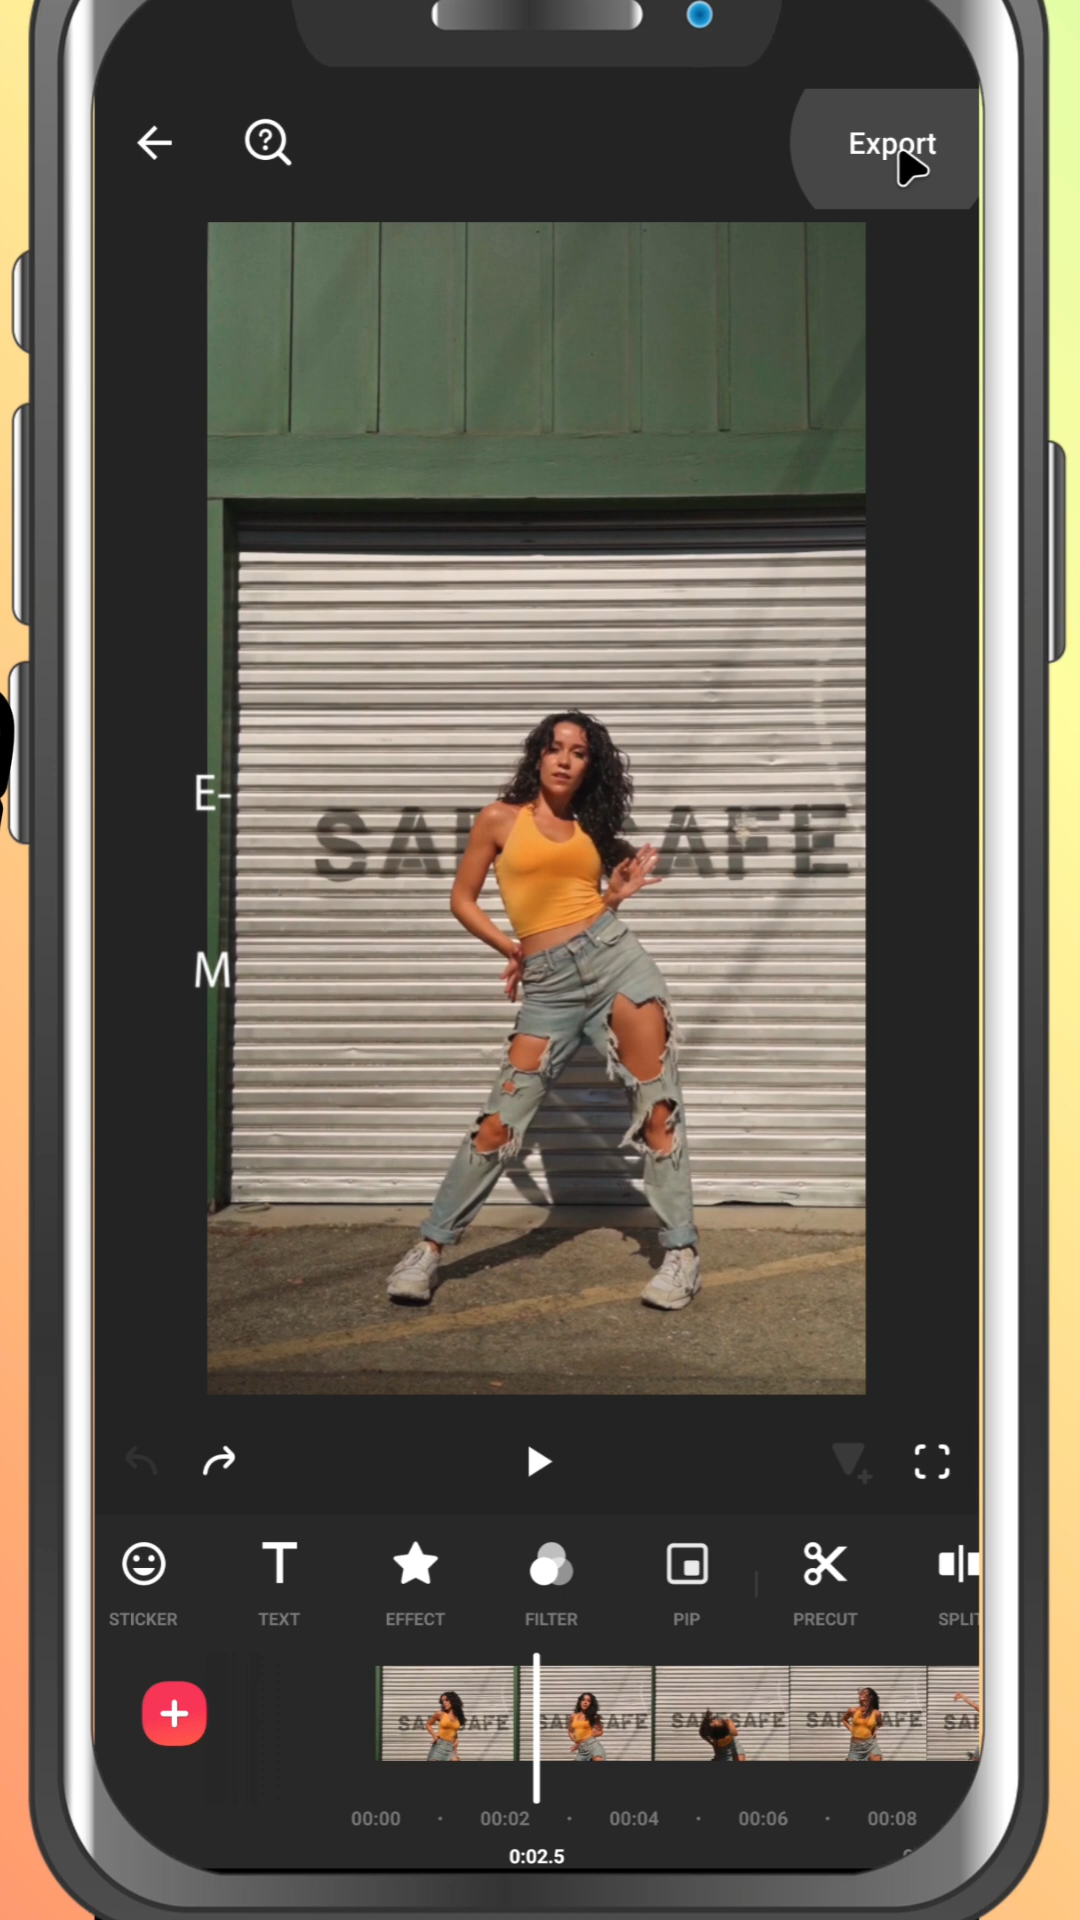 Export
E-
SA AFE
M
STICKER
TEXT
EFFECT
FILTER
PIP
PRECUT
SPLIT
00:00 · 00:02 · 00:04 · 00:06 · 00:08
0:02.5